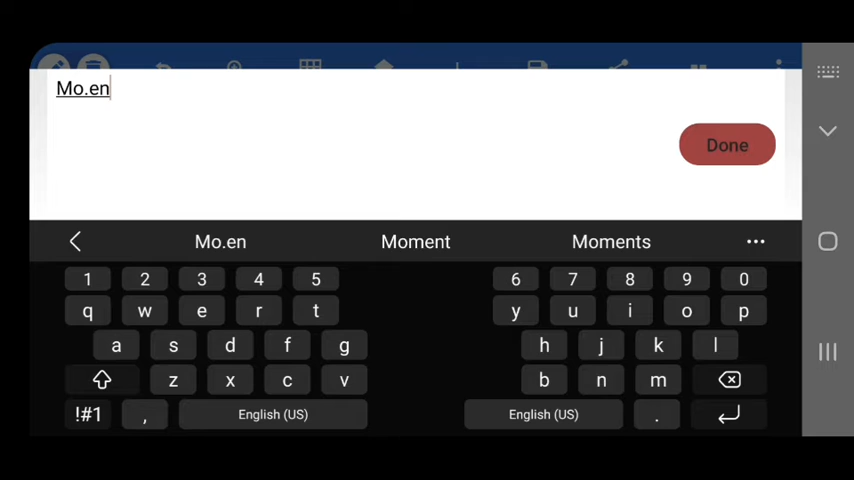 Mo.en
Done
Mo.en Moment Moments
1 2 3 4 5 6 7 8 9 0
q w e r t y u i o p
a s d f g h j k l
z x c v b n m
!#1 , English (US) English (US) .